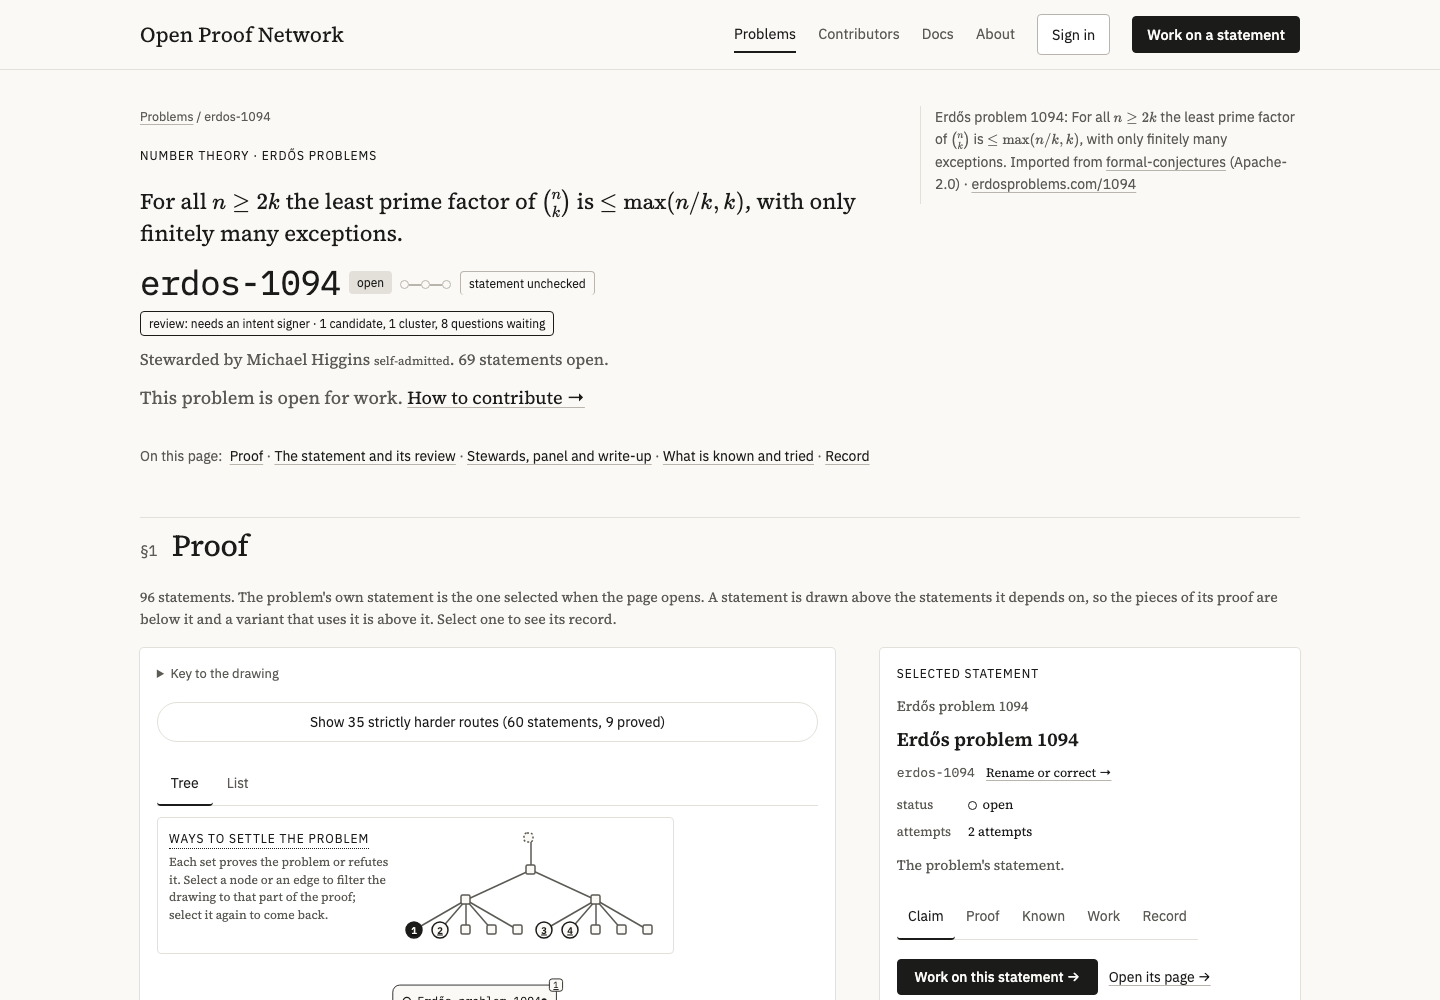 Open Proof Network
Problems Contributors Docs About Sign in Work on a statement
Problems / erdos-1094
NUMBER THEORY · ERDŐS PROBLEMS
For all n ≥ 2k the least prime factor of (n k) is ≤ max(n/k, k), with only
finitely many exceptions.
erdos-1094 open statement unchecked
review: needs an intent signer · 1 candidate, 1 cluster, 8 questions waiting
Stewarded by Michael Higgins self-admitted. 69 statements open.
This problem is open for work. How to contribute →
Erdős problem 1094: For all n ≥ 2k the least prime factor
of (n k) is ≤ max(n/k, k), with only finitely many
exceptions. Imported from formal-conjectures (Apache-
2.0) · erdosproblems.com/1094
On this page: Proof · The statement and its review · Stewards, panel and write-up · What is known and tried · Record
§1 Proof
96 statements. The problem's own statement is the one selected when the page opens. A statement is drawn above the statements it depends on, so the pieces of its proof are
below it and a variant that uses it is above it. Select one to see its record.
Key to the drawing
Show 35 strictly harder routes (60 statements, 9 proved)
Tree List
WAYS TO SETTLE THE PROBLEM
Each set proves the problem or refutes
it. Select a node or an edge to filter the
drawing to that part of the proof;
select it again to come back.
1 2 3 4
1
Erdős problem 1094
SELECTED STATEMENT
Erdős problem 1094
Erdős problem 1094
erdos-1094 Rename or correct →
status open
attempts 2 attempts
The problem's statement.
Claim Proof Known Work Record
Work on this statement → Open its page →